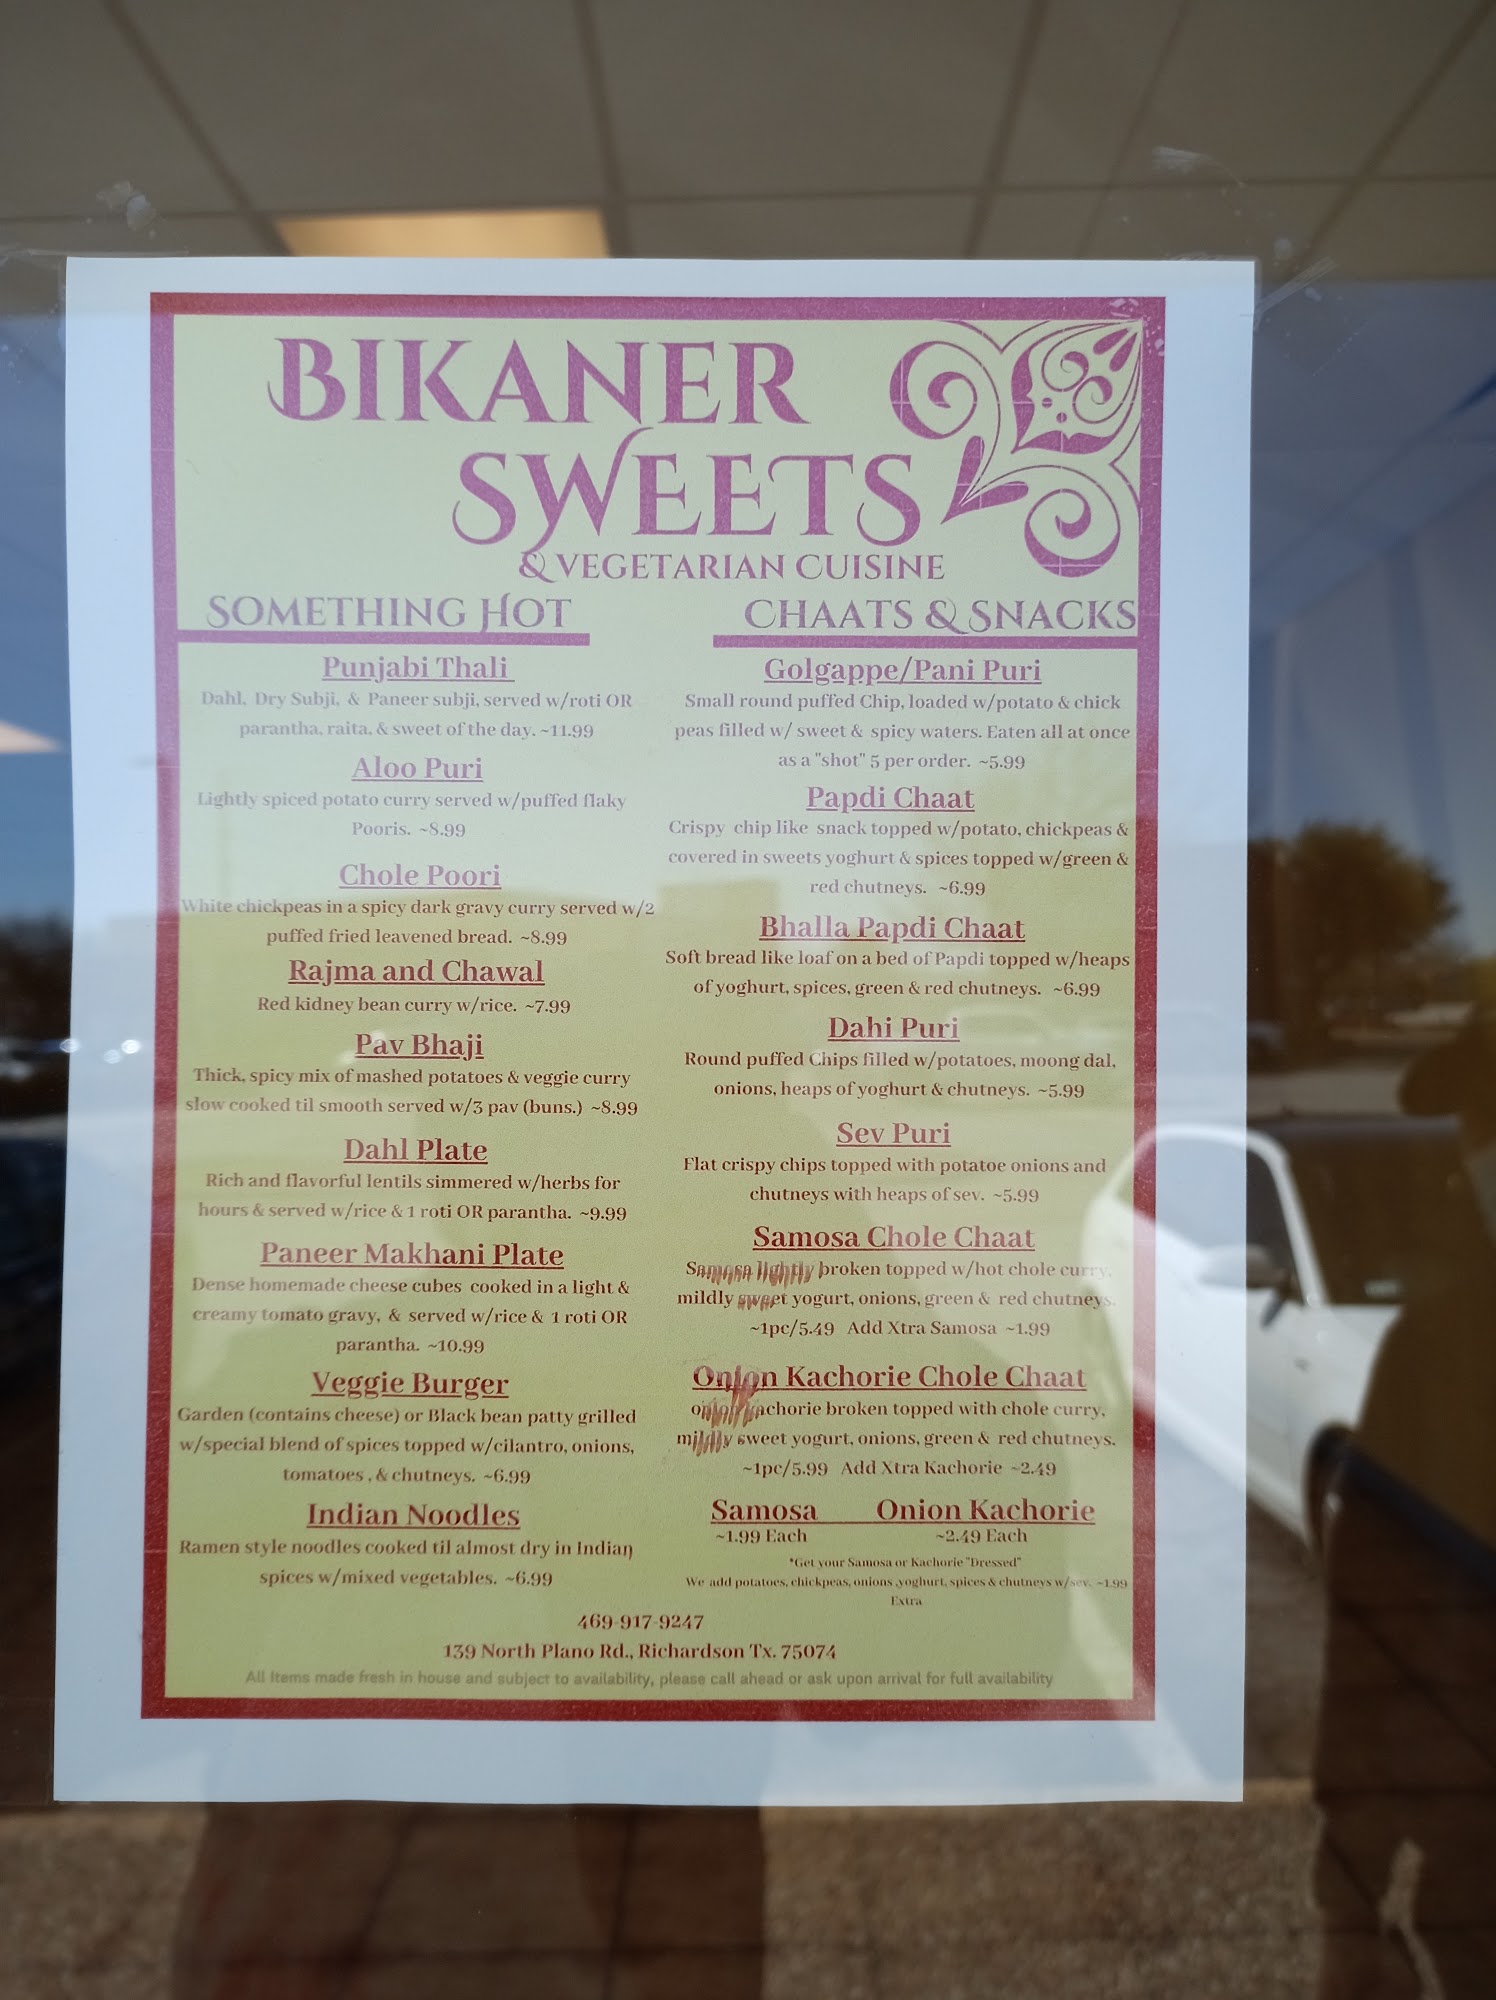 BIKANER
SWEETS
& VEGETARIAN CUISINE
SOMETHING HOT
Punjabi Thali
Dahl, Dry Subji, & Paneer subji, served w/roti OR
parantha, raita, & sweet of the day. ~11.99
Aloo Puri
Lightly spiced potato curry served w/puffed flaky
Pooris. ~8.99
Chole Poori
White chickpeas in a spicy dark gravy curry served w/2
puffed fried leavened bread. ~8.99
Rajma and Chawal
Red kidney bean curry w/rice. ~7.99
Pav Bhaji
Thick, spicy mix of mashed potatoes & veggie curry
slow cooked til smooth served w/3 pav (buns.) ~8.99
Dahl Plate
Rich and flavorful lentils simmered w/herbs for
hours & served w/rice & 1 roti OR parantha. ~9.99
Paneer Makhani Plate
Dense homemade cheese cubes cooked in a light &
creamy tomato gravy, & served w/rice & 1 roti OR
parantha. ~10.99
Veggie Burger
Garden (contains cheese) or Black bean patty grilled
w/special blend of spices topped w/cilantro, onions,
tomatoes , & chutneys. ~6.99
Indian Noodles
Ramen style noodles cooked til almost dry in Indian
spices w/mixed vegetables. ~6.99
CHAATS & SNACKS
Golgappe/Pani Puri
Small round puffed Chip, loaded w/potato & chick
peas filled w/ sweet & spicy waters. Eaten all at once
as a "shot" 5 per order. ~5.99
Papdi Chaat
Crispy chip like snack topped w/potato, chickpeas &
covered in sweets yoghurt & spices topped w/green &
red chutneys. ~6.99
Bhalla Papdi Chaat
Soft bread like loaf on a bed of Papdi topped w/heaps
of yoghurt, spices, green & red chutneys. ~6.99
Dahi Puri
Round puffed Chips filled w/potatoes, moong dal,
onions, heaps of yoghurt & chutneys. ~5.99
Sev Puri
Flat crispy chips topped with potatoe onions and
chutneys with heaps of sev. ~5.99
Samosa Chole Chaat
Samosa lightly broken topped w/hot chole curry,
mildly sweet yogurt, onions, green & red chutneys.
~1pc/5.49 Add Xtra Samosa ~1.99
Onion Kachorie Chole Chaat
onion kachorie broken topped with chole curry,
mildly sweet yogurt, onions, green & red chutneys.
~1pc/5.99 Add Xtra Kachorie ~2.49
Samosa Onion Kachorie
~1.99 Each ~2.49 Each
*Get your Samosa or Kachorie "Dressed"
We add potatoes, chickpeas, onions ,yoghurt, spices & chutneys w/sev. ~1.99
Extra
469-917-9247
139 North Plano Rd., Richardson Tx. 75074
All Items made fresh in house and subject to availability, please call ahead or ask upon arrival for full availability